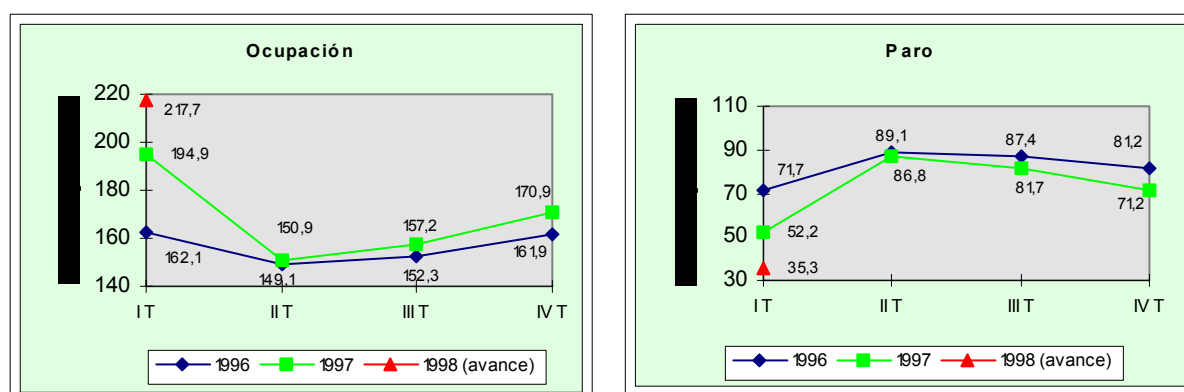 Ocupación
220
200
180
160
140
217,7
194,9
162,1
150,9
149,1
157,2
152,3
170,9
161,9
I T
II T
III T
IV T
1996
1997
1998 (avance)
Paro
110
90
70
50
30
71,7
52,2
35,3
89,1
86,8
87,4
81,7
81,2
71,2
I T
II T
III T
IV T
1996
1997
1998 (avance)